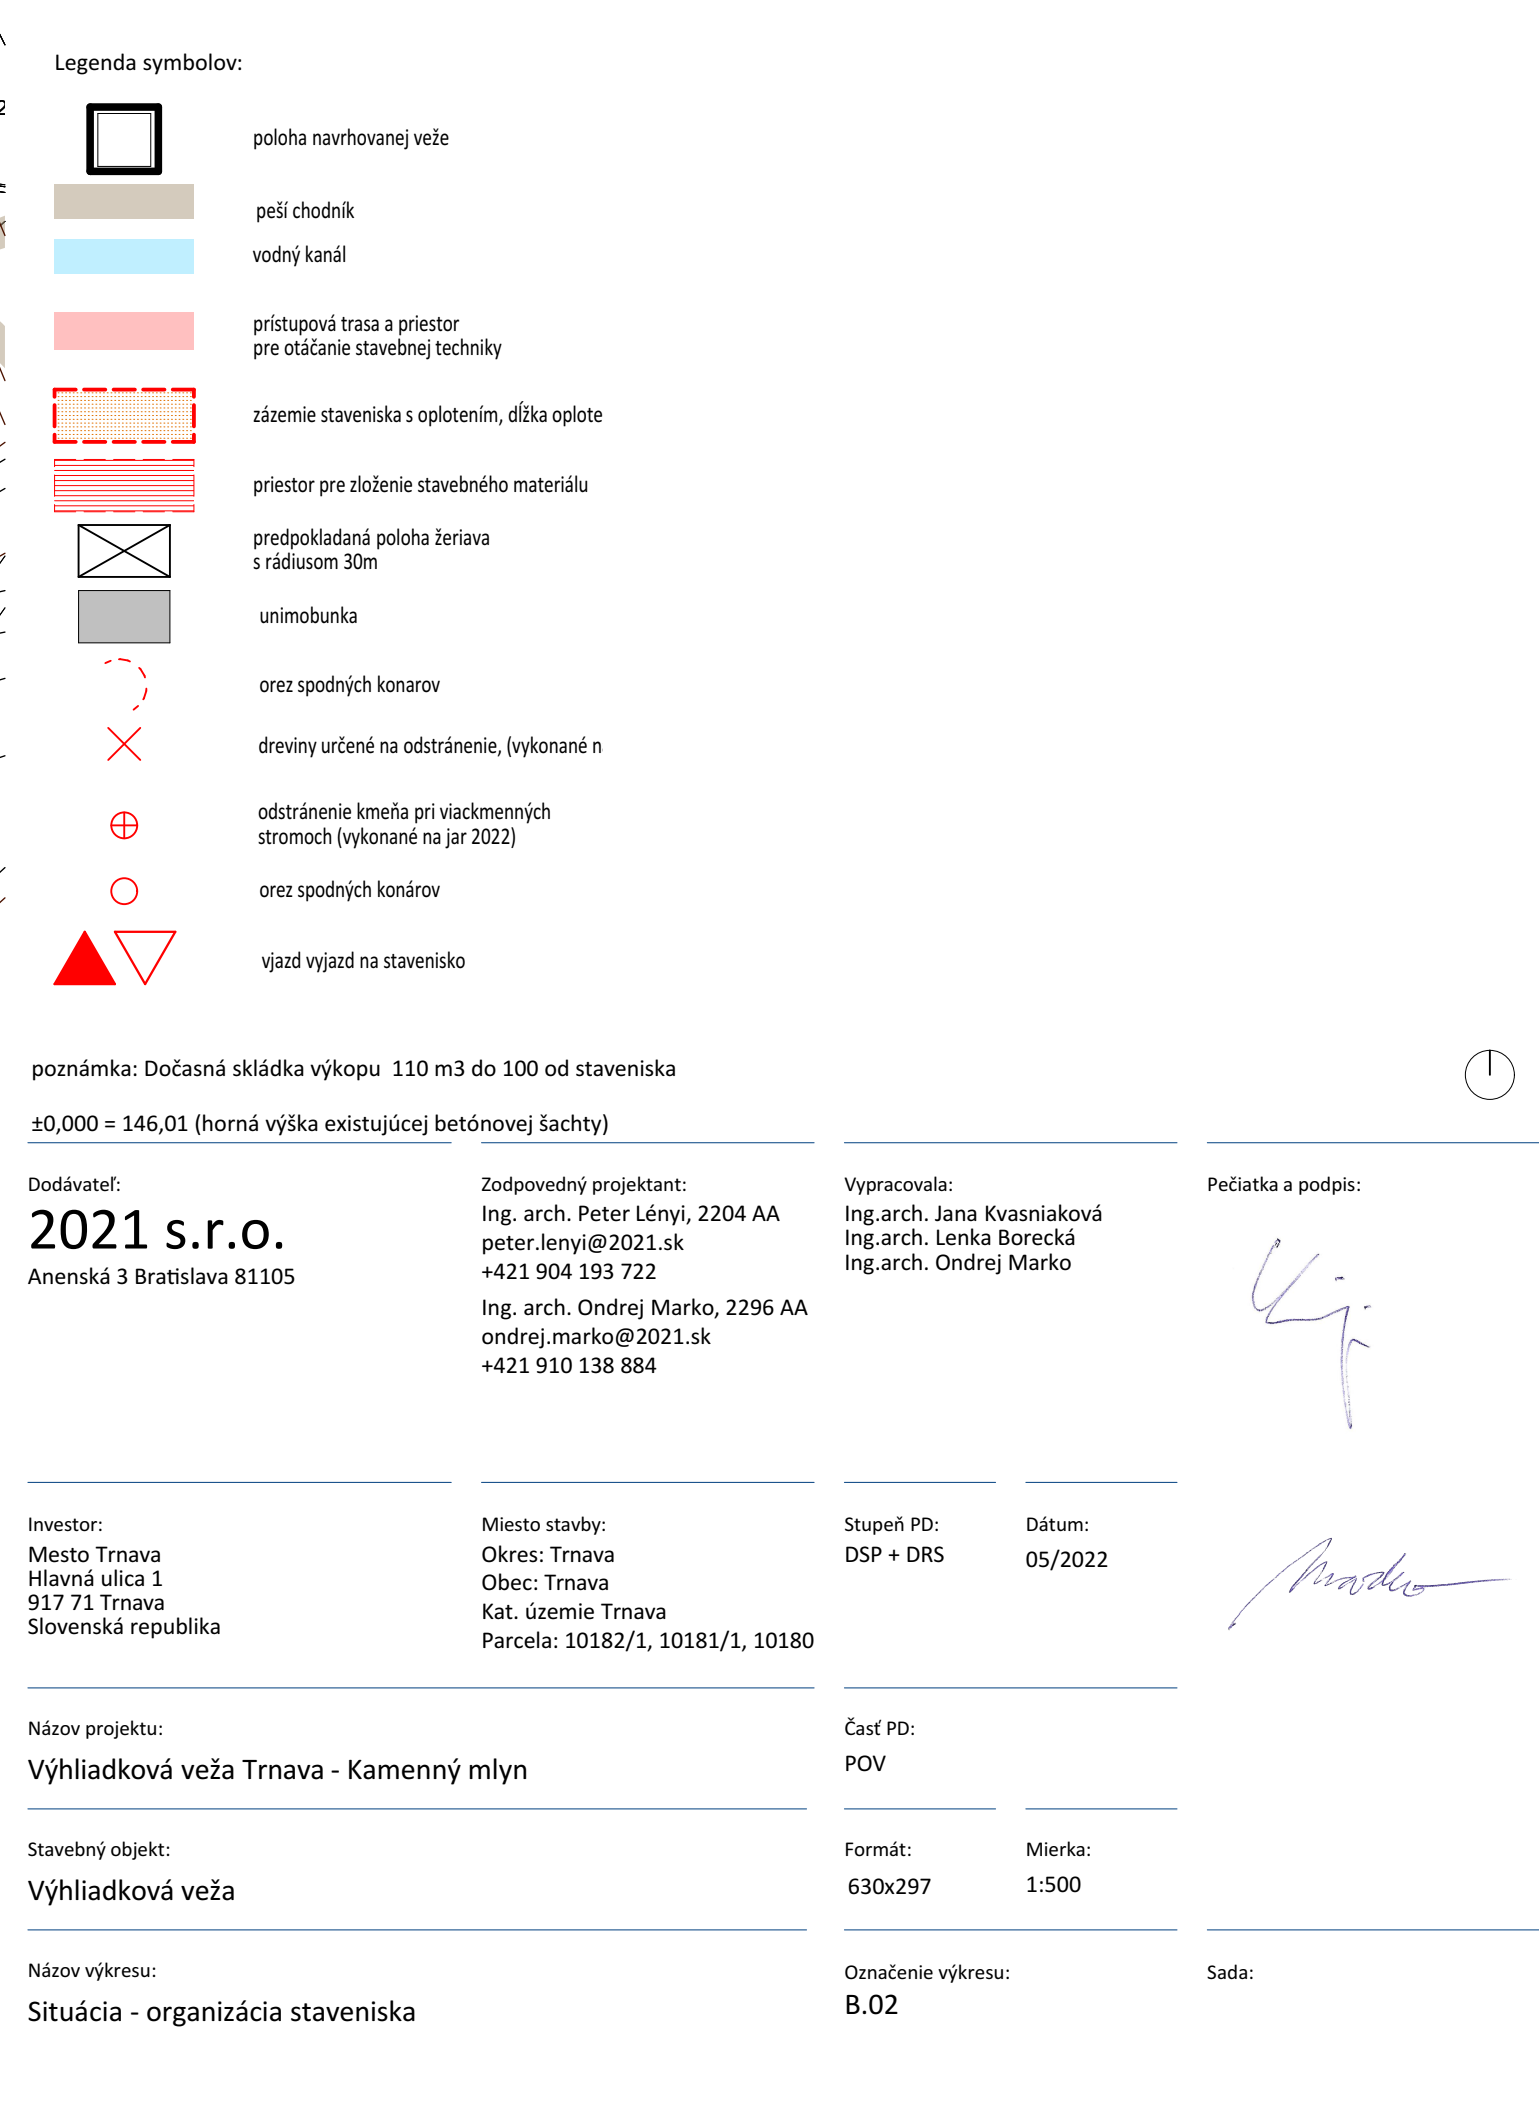 Legenda symbolov:
poloha navrhovanej veže
peší chodník
vodný kanál
prístupová trasa a priestor
pre otáčanie stavebnej techniky
zázemie staveniska s oplotením, dĺžka oplote
priestor pre zloženie stavebného materiálu
predpokladaná poloha žeriava
s rádiusom 30m
unimobunka
orez spodných konarov
dreviny určené na odstránenie, (vykonané n
odstránenie kmeňa pri viackmenných
stromoch (vykonané na jar 2022)
orez spodných konárov
vjazd vyjazd na stavenisko
poznámka: Dočasná skládka výkopu 110 m3 do 100 od staveniska
±0,000 = 146,01 (horná výška existujúcej betónovej šachty)
Dodávateľ:
2021 s.r.o.
Anenská 3 Bratislava 81105
Zodpovedný projektant:
Ing. arch. Peter Lényi, 2204 AA
peter.lenyi@2021.sk
+421 904 193 722
Ing. arch. Ondrej Marko, 2296 AA
ondrej.marko@2021.sk
+421 910 138 884
Vypracovala:
Ing.arch. Jana Kvasniaková
Ing.arch. Lenka Borecká
Ing.arch. Ondrej Marko
Pečiatka a podpis:
Investor:
Mesto Trnava
Hlavná ulica 1
917 71 Trnava
Slovenská republika
Miesto stavby:
Okres: Trnava
Obec: Trnava
Kat. územie Trnava
Parcela: 10182/1, 10181/1, 10180
Stupeň PD:
DSP + DRS
Dátum:
05/2022
Názov projektu:
Výhliadková veža Trnava - Kamenný mlyn
Časť PD:
POV
Stavebný objekt:
Výhliadková veža
Formát:
630x297
Mierka:
1:500
Názov výkresu:
Situácia - organizácia staveniska
Označenie výkresu:
B.02
Sada: